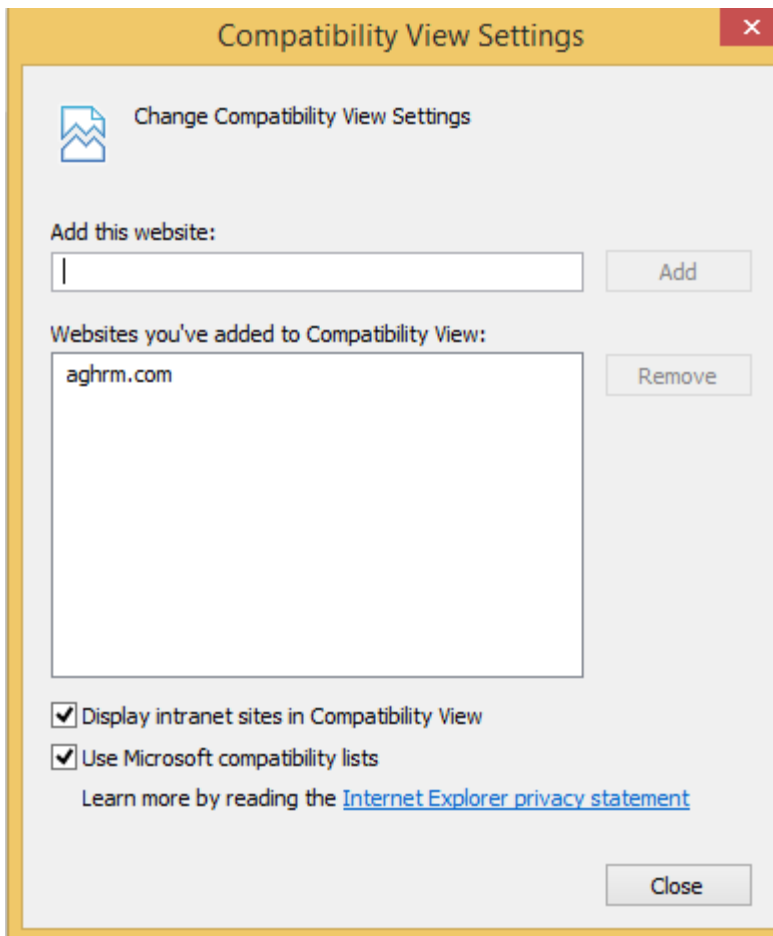 Compatibility View Settings
Change Compatibility View Settings
Add this website:
Add
Websites you've added to Compatibility View:
aghrm.com
Remove
Display intranet sites in Compatibility View
Use Microsoft compatibility lists
Learn more by reading the Internet Explorer privacy statement
Close